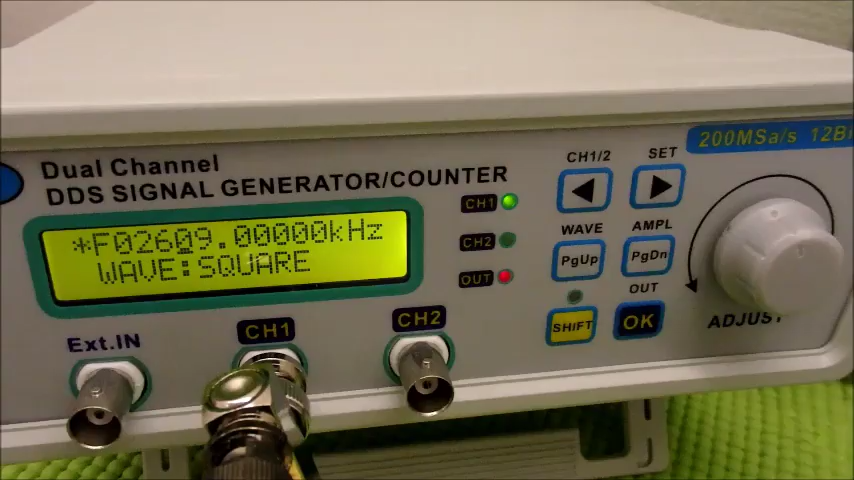 200MSa/s 12Bi
Dual Channel
DDS SIGNAL GENERATOR/COUNTER
*F02609.00000kHz
WAVE:SQUARE
CH1
CH2
OUT
CH1/2
SET
WAVE
AMPL
PgUp
PgDn
OUT
SHIFT
OK
ADJUST
Ext.IN
CH1
CH2